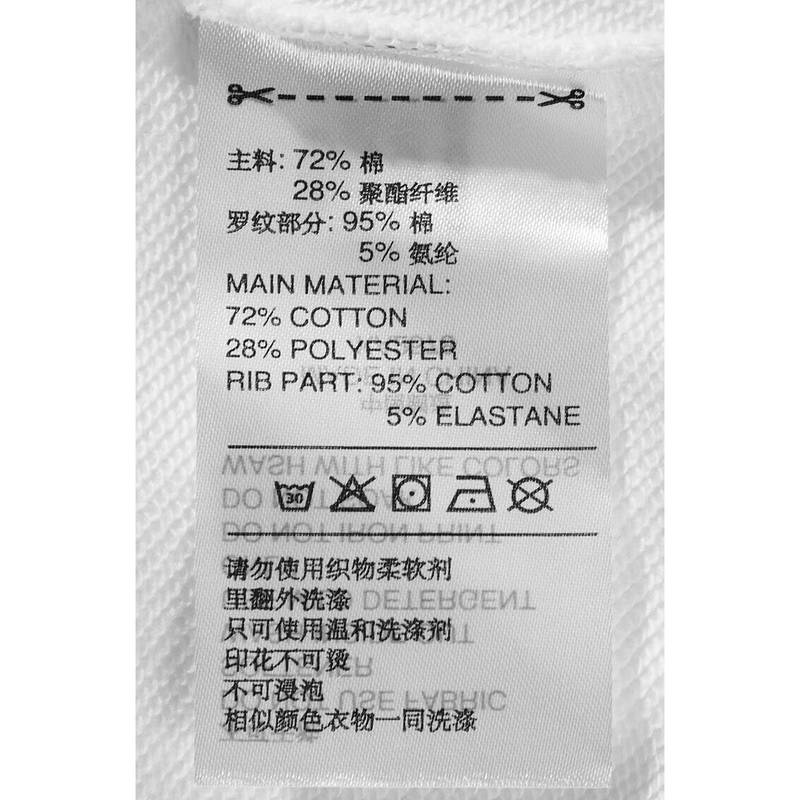 主料: 72% 棉
28% 聚酯纤维
罗纹部分: 95% 棉
5% 氨纶
MAIN MATERIAL:
72% COTTON
28% POLYESTER
RIB PART: 95% COTTON
5% ELASTANE
30
请勿使用织物柔软剂
里翻外洗涤
只可使用温和洗涤剂
印花不可烫
不可浸泡
相似颜色衣物一同洗涤